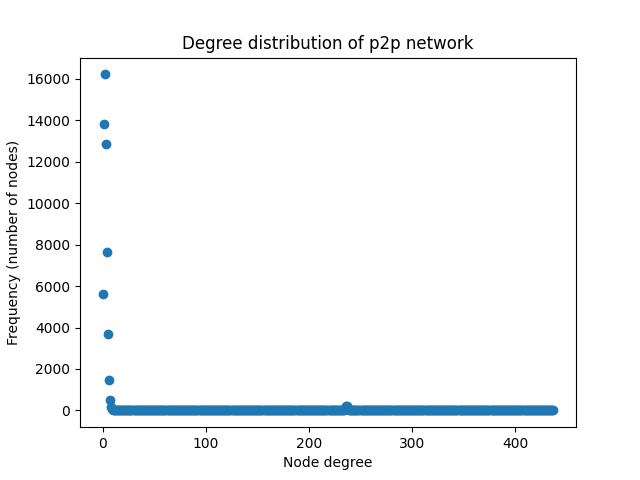 Degree distribution of p2p network
Frequency (number of nodes)
16000
14000
12000
10000
8000
6000
4000
2000
0
0 100 200 300 400
Node degree